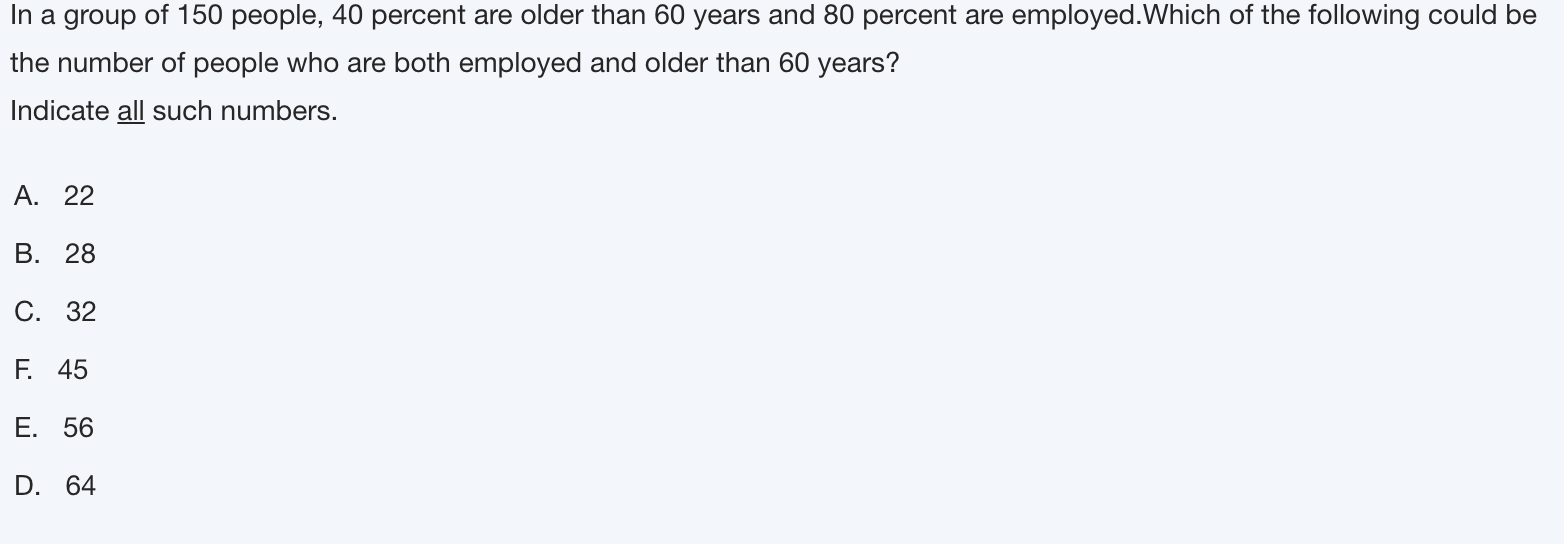 In a group of 150 people, 40 percent are older than 60 years and 80 percent are employed.Which of the following could be
the number of people who are both employed and older than 60 years?
Indicate all such numbers.
A. 22
B. 28
C. 32
F. 45
E. 56
D. 64